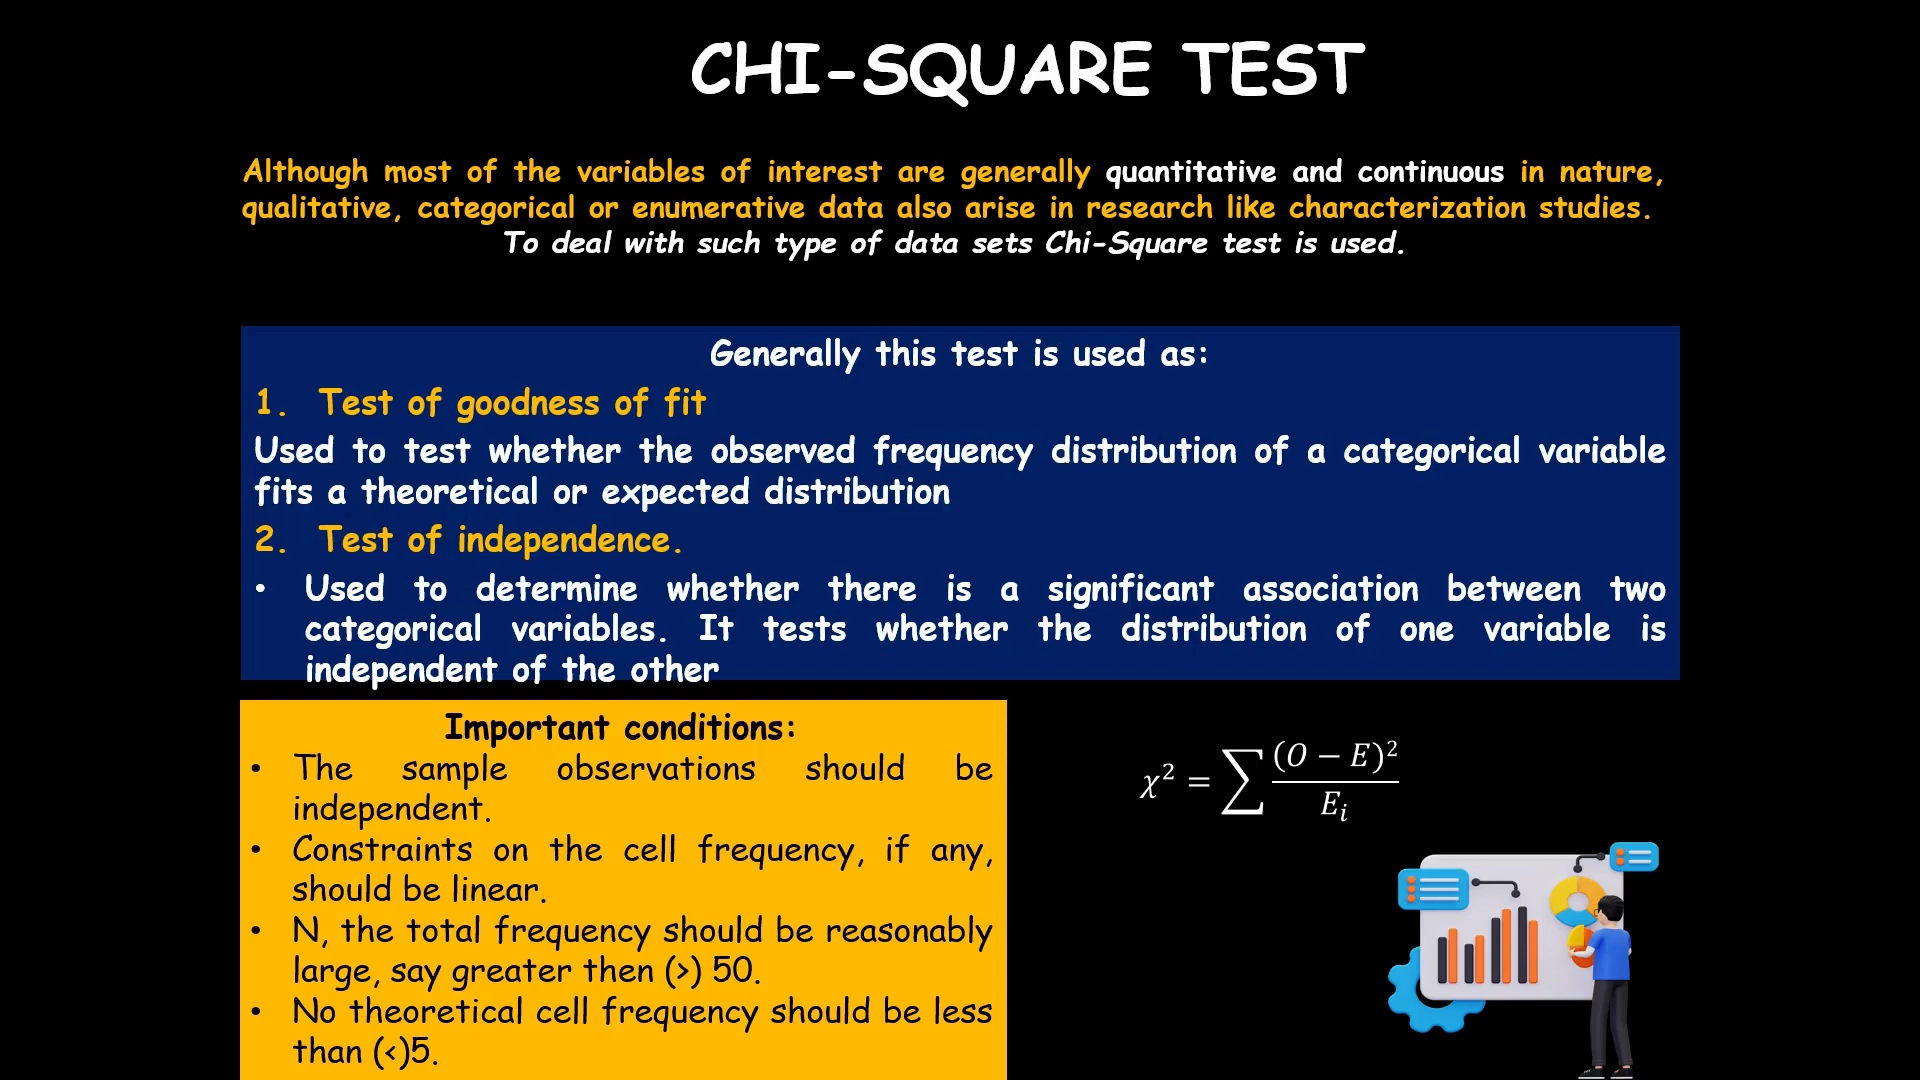 CHI-SQUARE TEST
Although most of the variables of interest are generally quantitative and continuous in nature,
qualitative, categorical or enumerative data also arise in research like characterization studies.
To deal with such type of data sets Chi-Square test is used.
Generally this test is used as:
1. Test of goodness of fit
Used to test whether the observed frequency distribution of a categorical variable
fits a theoretical or expected distribution
2. Test of independence.
• Used to determine whether there is a significant association between two
categorical variables. It tests whether the distribution of one variable is
independent of the other
Important conditions:
• The sample observations should be
independent.
• Constraints on the cell frequency, if any,
should be linear.
• N, the total frequency should be reasonably
large, say greater then (>) 50.
• No theoretical cell frequency should be less
than (<)5.
χ² = ∑ (O − E)² / Eᵢ